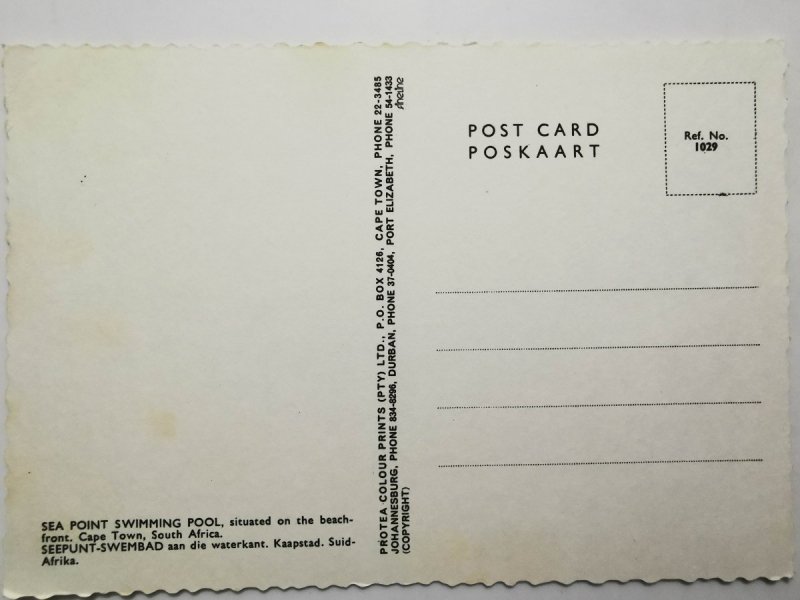 SEA POINT SWIMMING POOL, situated on the beach-
front. Cape Town, South Africa.
SEEPUNT-SWEMBAD aan die waterkant. Kaapstad. Suid-
Afrika.
PROTEA COLOUR PRINTS (PTY) LTD., P.O. BOX 4126, CAPE TOWN, PHONE 22-3485
JOHANNESBURG, PHONE 834-8296, DURBAN, PHONE 37-0404, PORT ELIZABETH, PHONE 54-1433
(COPYRIGHT)
POST CARD
POSKAART
Ref. No.
1029